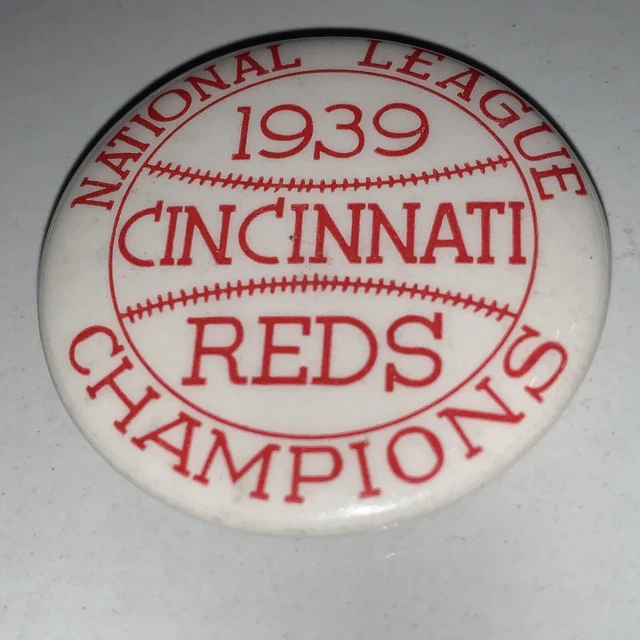 NATIONAL LEAGUE
1939
CINCINNATI
REDS
CHAMPIONS